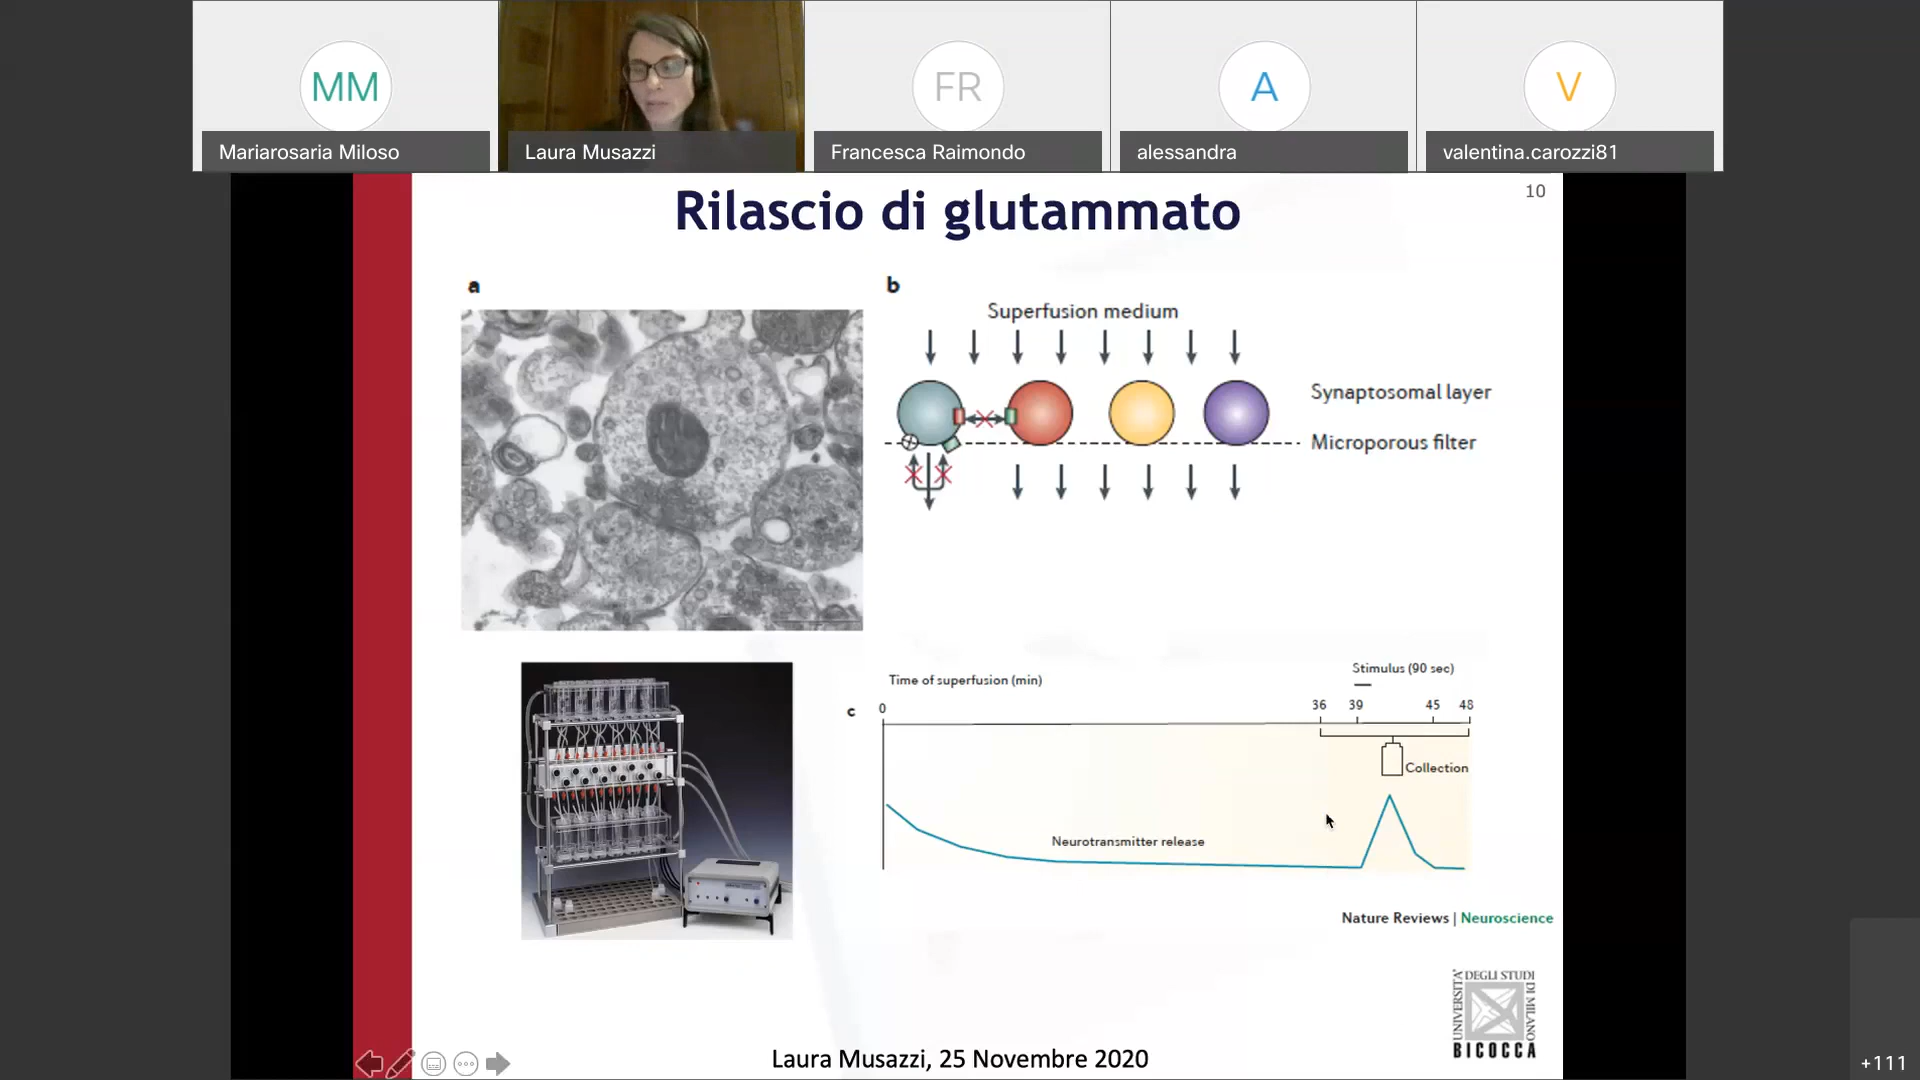 MM
FR
A
V
Mariarosaria Miloso
Laura Musazzi
Francesca Raimondo
alessandra
valentina.carozzi81
Rilascio di glutammato
10
a
b
Superfusion medium
Synaptosomal layer
Microporous filter
Stimulus (90 sec)
Time of superfusion (min)
c
0
36
39
45
48
Collection
Neurotransmitter release
Nature Reviews | Neuroscience
UNIVERSITA'
DEGLI STUDI
DI MILANO
BICOCCA
Laura Musazzi, 25 Novembre 2020
+111